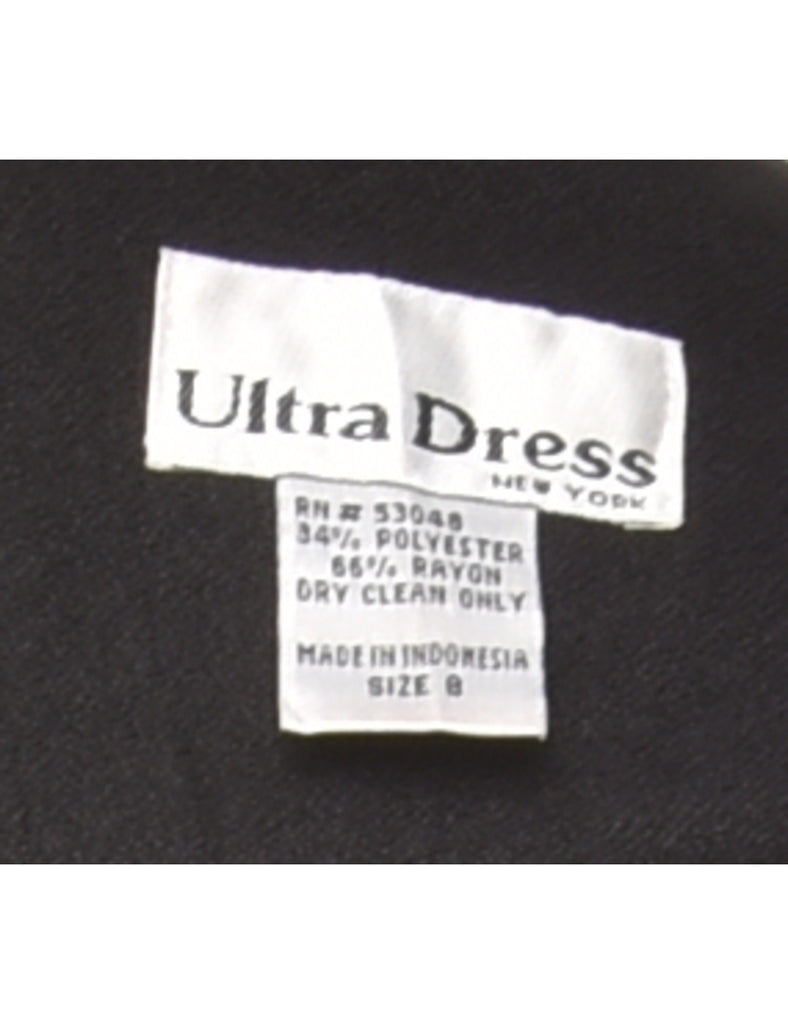 Ultra Dress
NEW YORK
RN # 53048
34% POLYESTER
66% RAYON
DRY CLEAN ONLY
MADE IN INDONESIA
SIZE 8